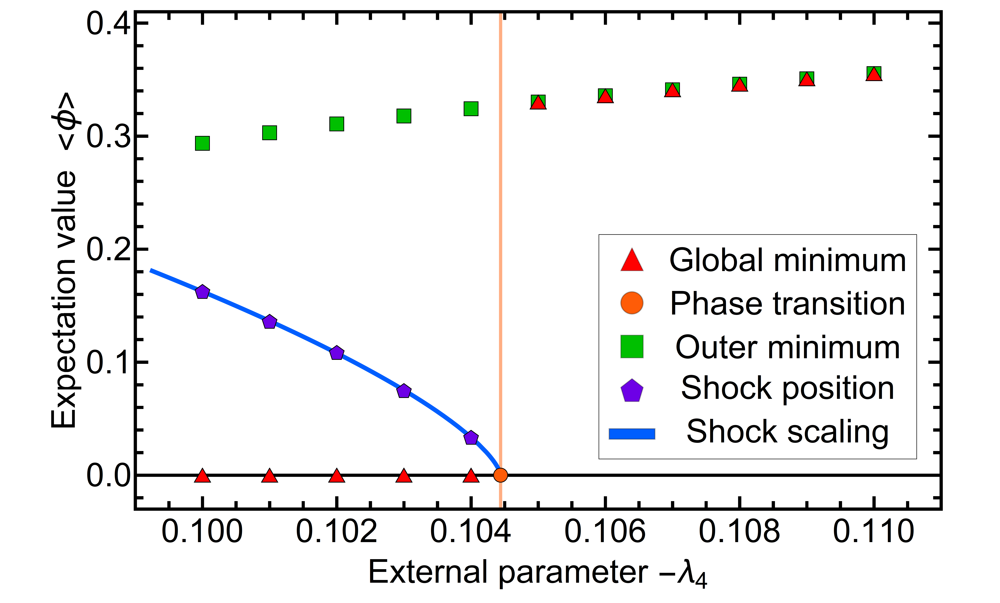 0.4
0.3
0.2
0.1
0.0
Expectation value <ϕ>
Global minimum
Phase transition
Outer minimum
Shock position
Shock scaling
0.100 0.102 0.104 0.106 0.108 0.110
External parameter −λ₄